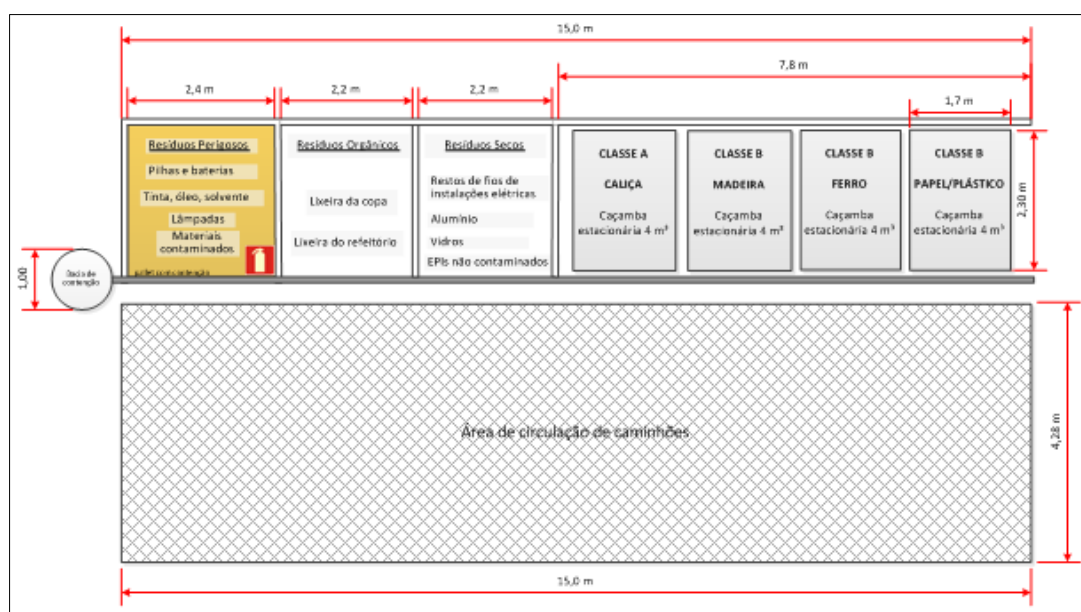 15,0 m
7,8 m
2,4 m
2,2 m
2,2 m
1,7 m
Resíduos Perigosos
Pilhas e baterias
Tinta, óleo, solvente
Lâmpadas
Materiais
contaminados
Resíduos Orgânicos
Lixeira da copa
Lixeira do refeitório
Resíduos Secos
Restos de fios de
instalações elétricas
Alumínio
Vidros
EPIs não contaminados
CLASSE A
CALIÇA
Caçamba
estacionária 4 m³
CLASSE B
MADEIRA
Caçamba
estacionária 4 m³
CLASSE B
FERRO
Caçamba
estacionária 4 m³
CLASSE B
PAPEL/PLÁSTICO
Caçamba
estacionária 4 m³
2,30 m
1,00
Bacia de
contenção
Área de circulação de caminhões
4,28 m
15,0 m